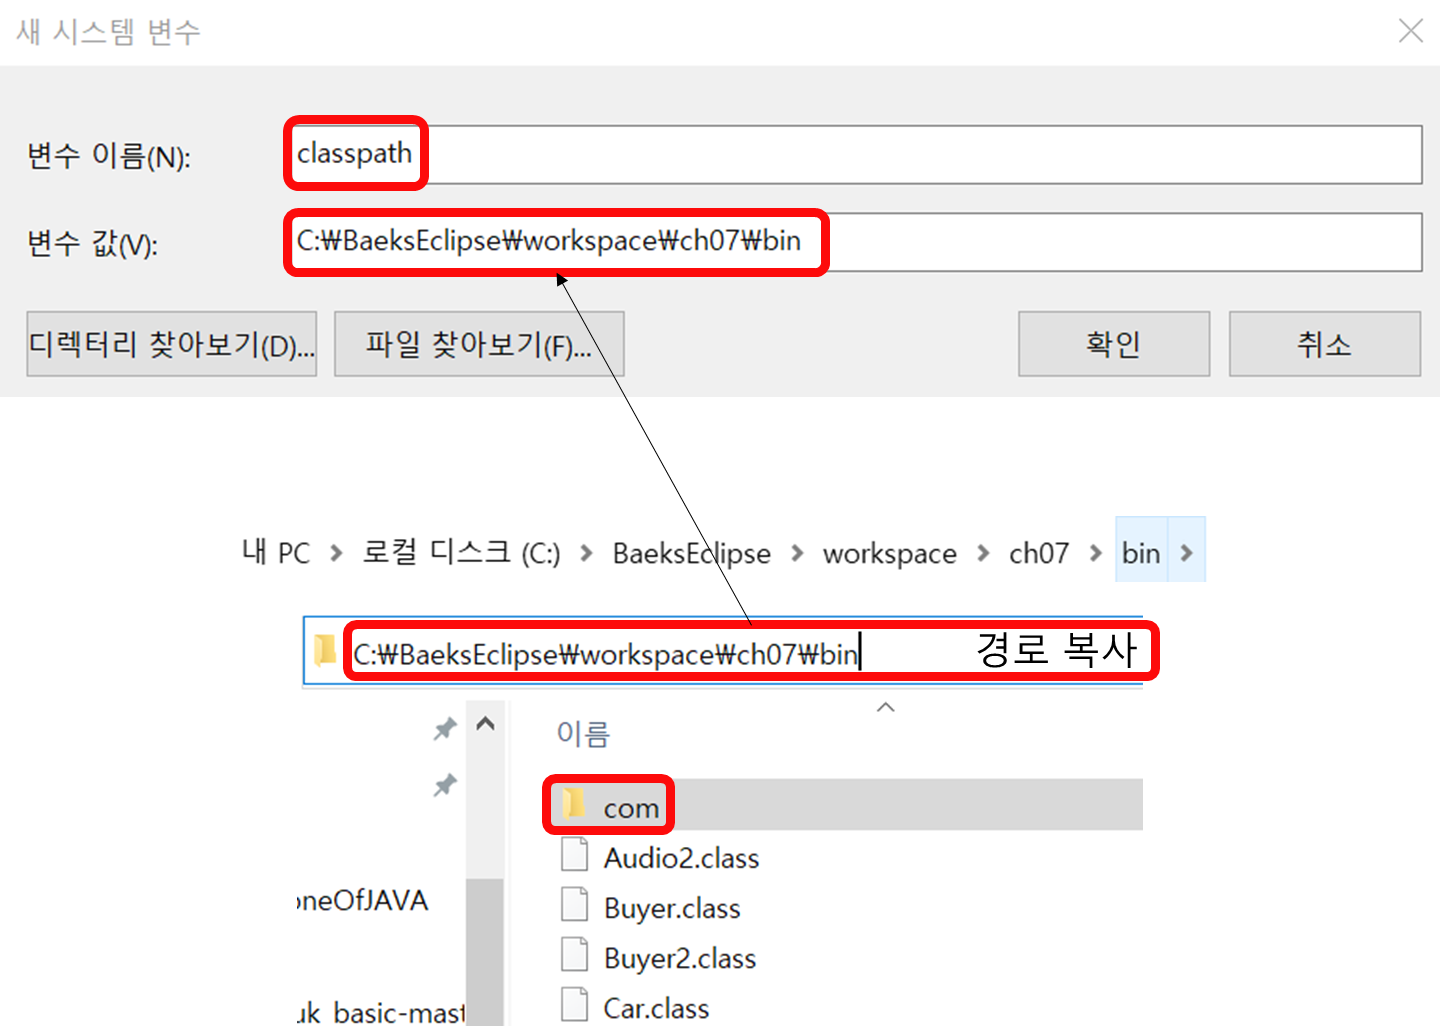 새 시스템 변수
변수 이름(N):
classpath
변수 값(V):
C:₩BaeksEclipse₩workspace₩ch07₩bin
디렉터리 찾아보기(D)... 파일 찾아보기(F)... 확인 취소
내 PC > 로컬 디스크 (C:) > BaeksEclipse > workspace > ch07 > bin >
C:₩BaeksEclipse₩workspace₩ch07₩bin 경로 복사
이름
com
Audio2.class
oneOfJAVA
Buyer.class
Buyer2.class
uk_basic-mast
Car.class